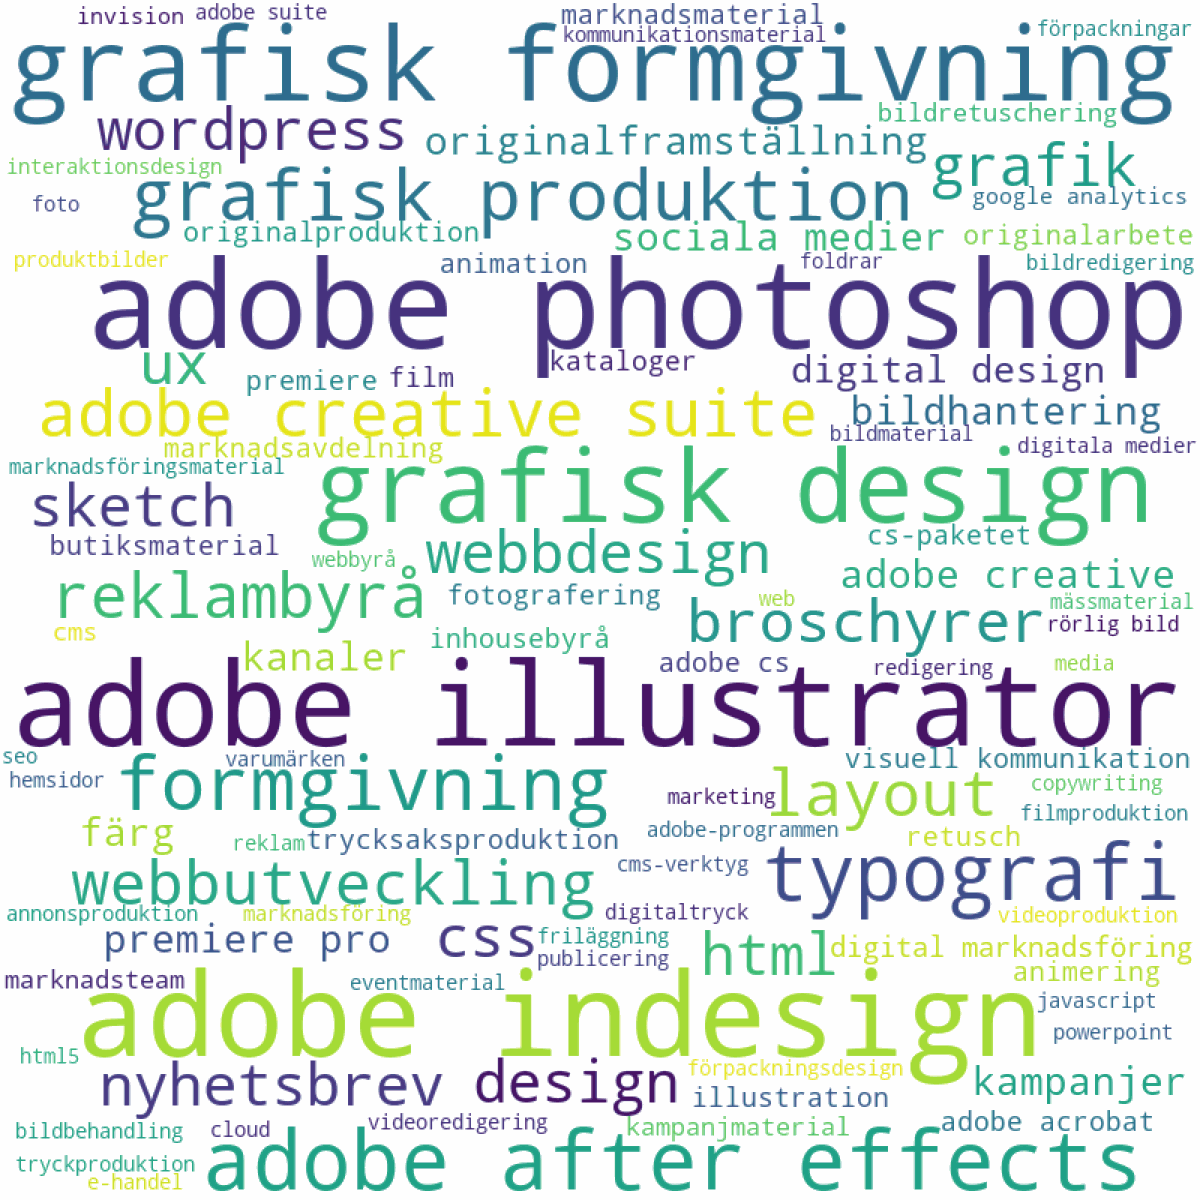 invision
adobe suite
marknadsmaterial
kommunikationsmaterial
förpackningar
grafisk formgivning
wordpress
originalframställning
bildretuschering
interaktionsdesign
grafik
foto
grafisk produktion
google analytics
originalproduktion
sociala medier
originalarbete
produktbilder
animation
foldrar
bildredigering
adobe photoshop
ux
kataloger
premiere
film
digital design
adobe creative suite
bildhantering
marknadsavdelning
bildmaterial
digitala medier
marknadsföringsmaterial
grafisk design
sketch
butiksmaterial
webbyrå
webbdesign
cs-paketet
adobe creative
reklambyrå
fotografering
web
mässmaterial
broschyrer
rörlig bild
cms
inhousebyrå
kanaler
adobe cs
redigering
media
adobe illustrator
seo
varumärken
visuell kommunikation
hemsidor
formgivning
marketing
layout
copywriting
filmproduktion
färg
reklam
trycksaksproduktion
adobe-programmen
retusch
webbutveckling
cms-verktyg
typografi
annonsproduktion
marknadsföring
digitaltryck
videoproduktion
premiere pro
css
friläggning
publicering
html
digital marknadsföring
animering
marknadsteam
eventmaterial
adobe indesign
javascript
powerpoint
html5
nyhetsbrev
design
förpackningsdesign
illustration
kampanjer
bildbehandling
cloud
videoredigering
kampanjmaterial
adobe acrobat
tryckproduktion
adobe after effects
e-handel